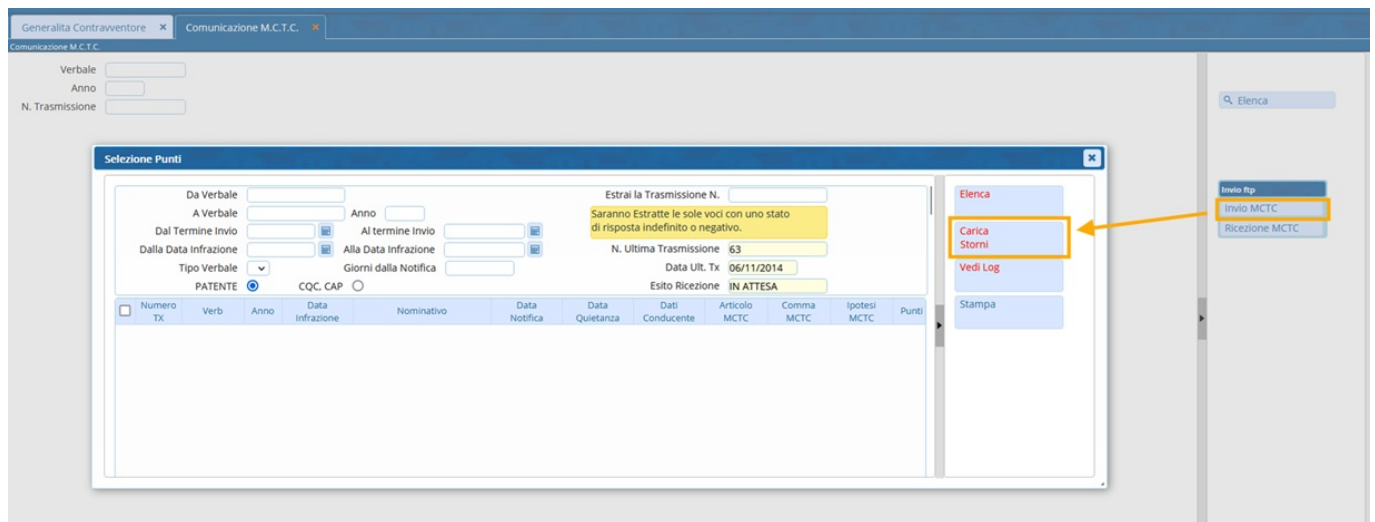 Generalita Contravventore × Comunicazione M.C.T.C. ×
Comunicazione M.C.T.C.
Verbale
Anno
N. Trasmissione
Elenca
Invio ftp
Invio MCTC
Ricezione MCTC
Selezione Punti ×
Da Verbale Estrai la Trasmissione N.
A Verbale Anno Saranno Estratte le sole voci con uno stato
di risposta indefinito o negativo.
Dal Termine Invio Al termine Invio
Dalla Data Infrazione Alla Data Infrazione N. Ultima Trasmissione 63
Tipo Verbale Giorni dalla Notifica Data Ult. Tx 06/11/2014
PATENTE CQC, CAP Esito Ricezione IN ATTESA
Numero Verb Anno Data Nominativo Data Data Dati Articolo Comma Ipotesi Punti
TX Infrazione Notifica Quietanza Conducente MCTC MCTC MCTC
Elenca
Carica
Storni
Vedi Log
Stampa